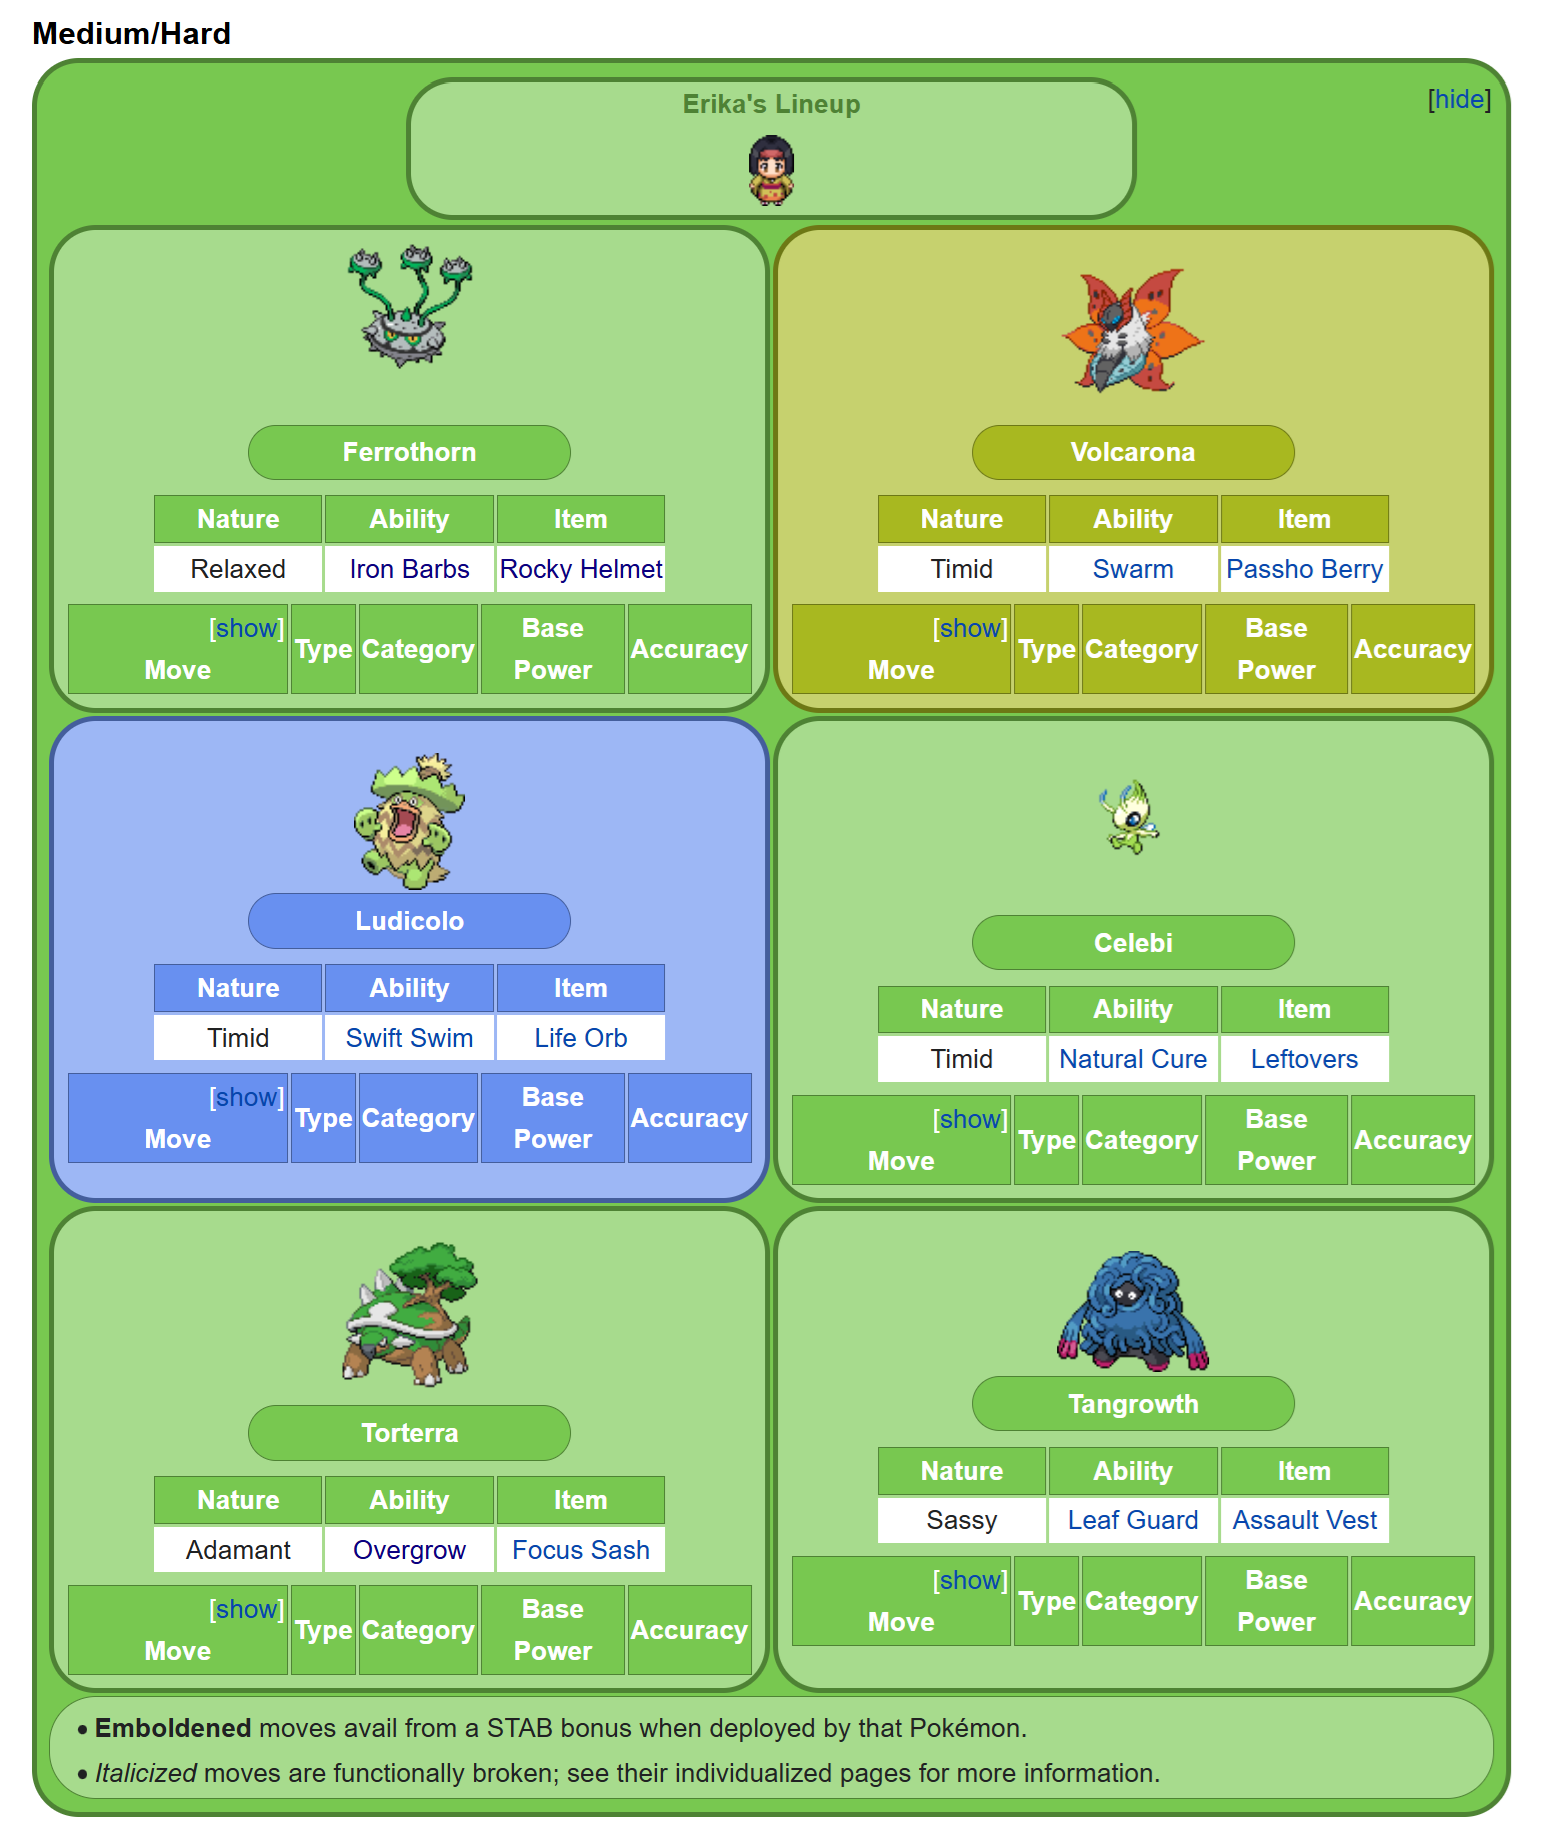 Medium/Hard
Erika's Lineup
[hide]
Ferrothorn
Nature Ability Item
Relaxed Iron Barbs Rocky Helmet
[show]
Move Type Category Base Power Accuracy
Volcarona
Nature Ability Item
Timid Swarm Passho Berry
[show]
Move Type Category Base Power Accuracy
Ludicolo
Nature Ability Item
Timid Swift Swim Life Orb
[show]
Move Type Category Base Power Accuracy
Celebi
Nature Ability Item
Timid Natural Cure Leftovers
[show]
Move Type Category Base Power Accuracy
Torterra
Nature Ability Item
Adamant Overgrow Focus Sash
[show]
Move Type Category Base Power Accuracy
Tangrowth
Nature Ability Item
Sassy Leaf Guard Assault Vest
[show]
Move Type Category Base Power Accuracy
• Emboldened moves avail from a STAB bonus when deployed by that Pokémon.
• Italicized moves are functionally broken; see their individualized pages for more information.